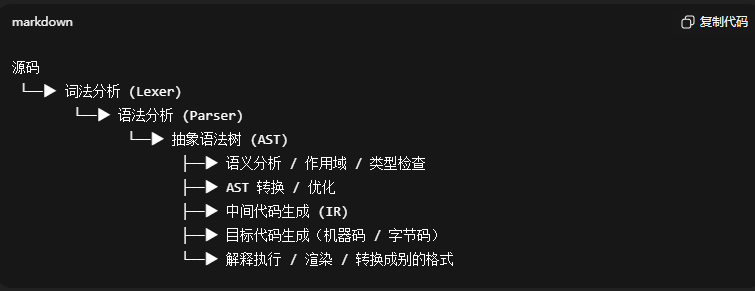 markdown
复制代码
源码
└──▶ 词法分析 (Lexer)
└──▶ 语法分析 (Parser)
└──▶ 抽象语法树 (AST)
├──▶ 语义分析 / 作用域 / 类型检查
├──▶ AST 转换 / 优化
├──▶ 中间代码生成 (IR)
├──▶ 目标代码生成（机器码 / 字节码）
└──▶ 解释执行 / 渲染 / 转换成别的格式